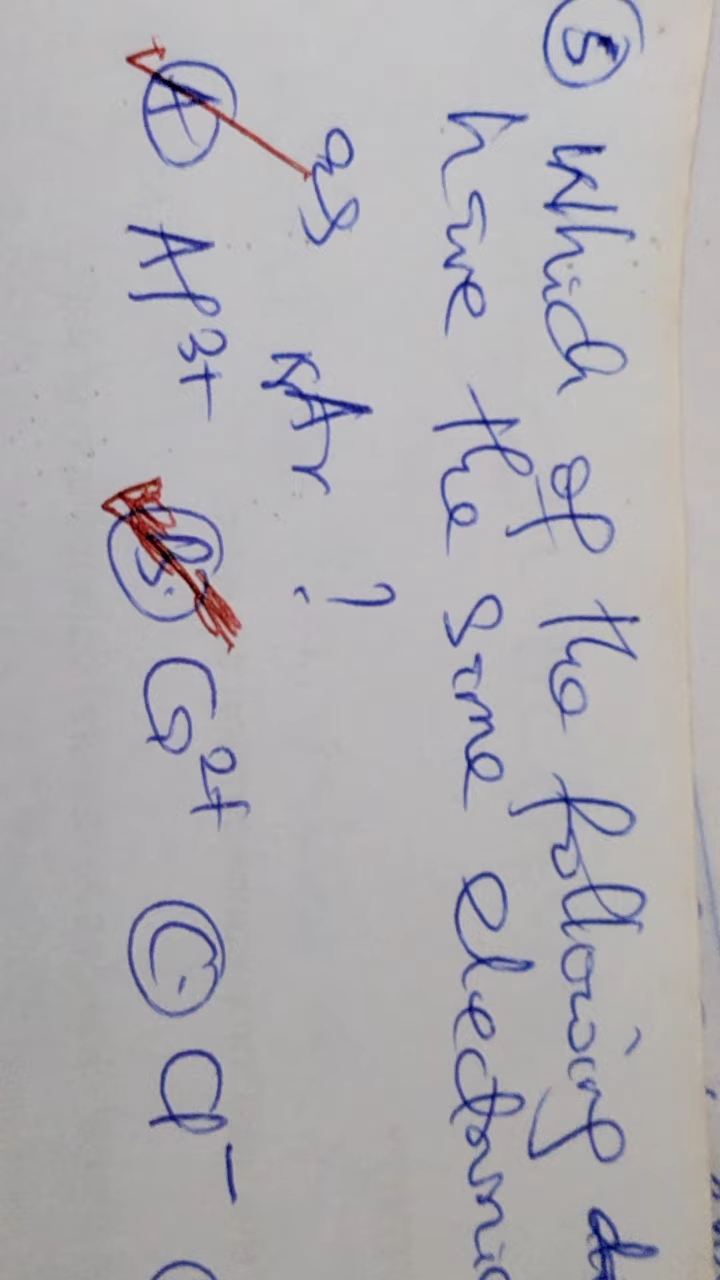 5 Which of the following d
have the same electronic
as 18Ar ?
A Al3+ B. Ca2+ C. Cl-